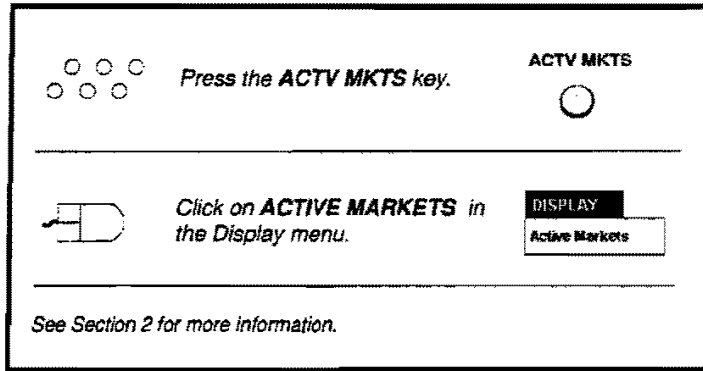 Press the ACTV MKTS key.
ACTV MKTS
Click on ACTIVE MARKETS in
the Display menu.
DISPLAY
Active Markets
See Section 2 for more information.